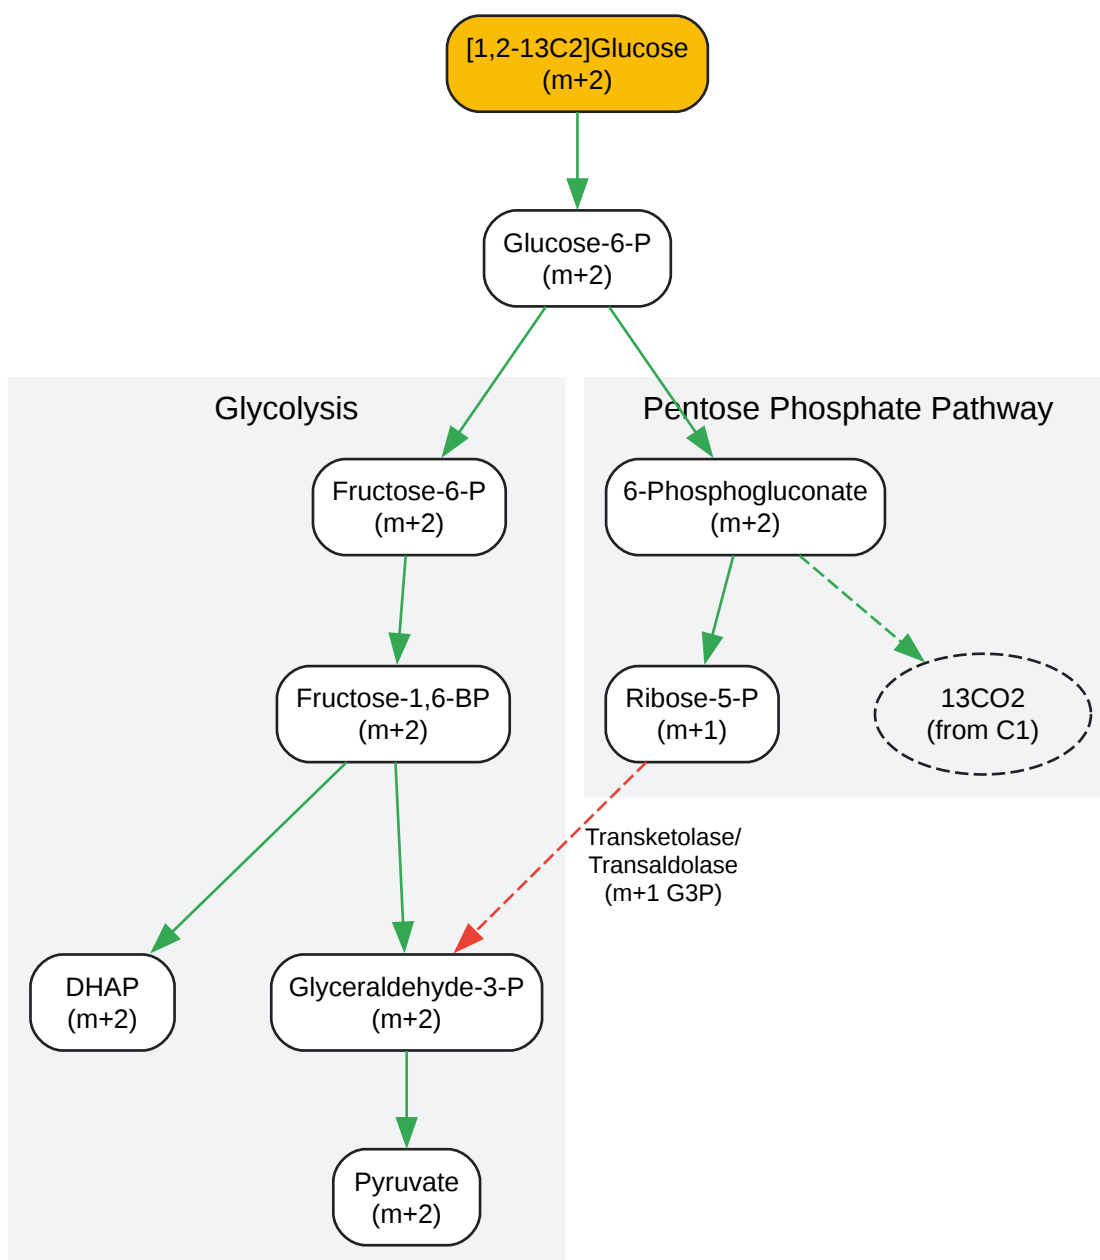 [1,2-13C2]Glucose
(m+2)
Glucose-6-P
(m+2)
Glycolysis
Pentose Phosphate Pathway
Fructose-6-P
(m+2)
6-Phosphogluconate
(m+2)
Fructose-1,6-BP
(m+2)
Ribose-5-P
(m+1)
13CO2
(from C1)
Transketolase/
Transaldolase
(m+1 G3P)
DHAP
(m+2)
Glyceraldehyde-3-P
(m+2)
Pyruvate
(m+2)